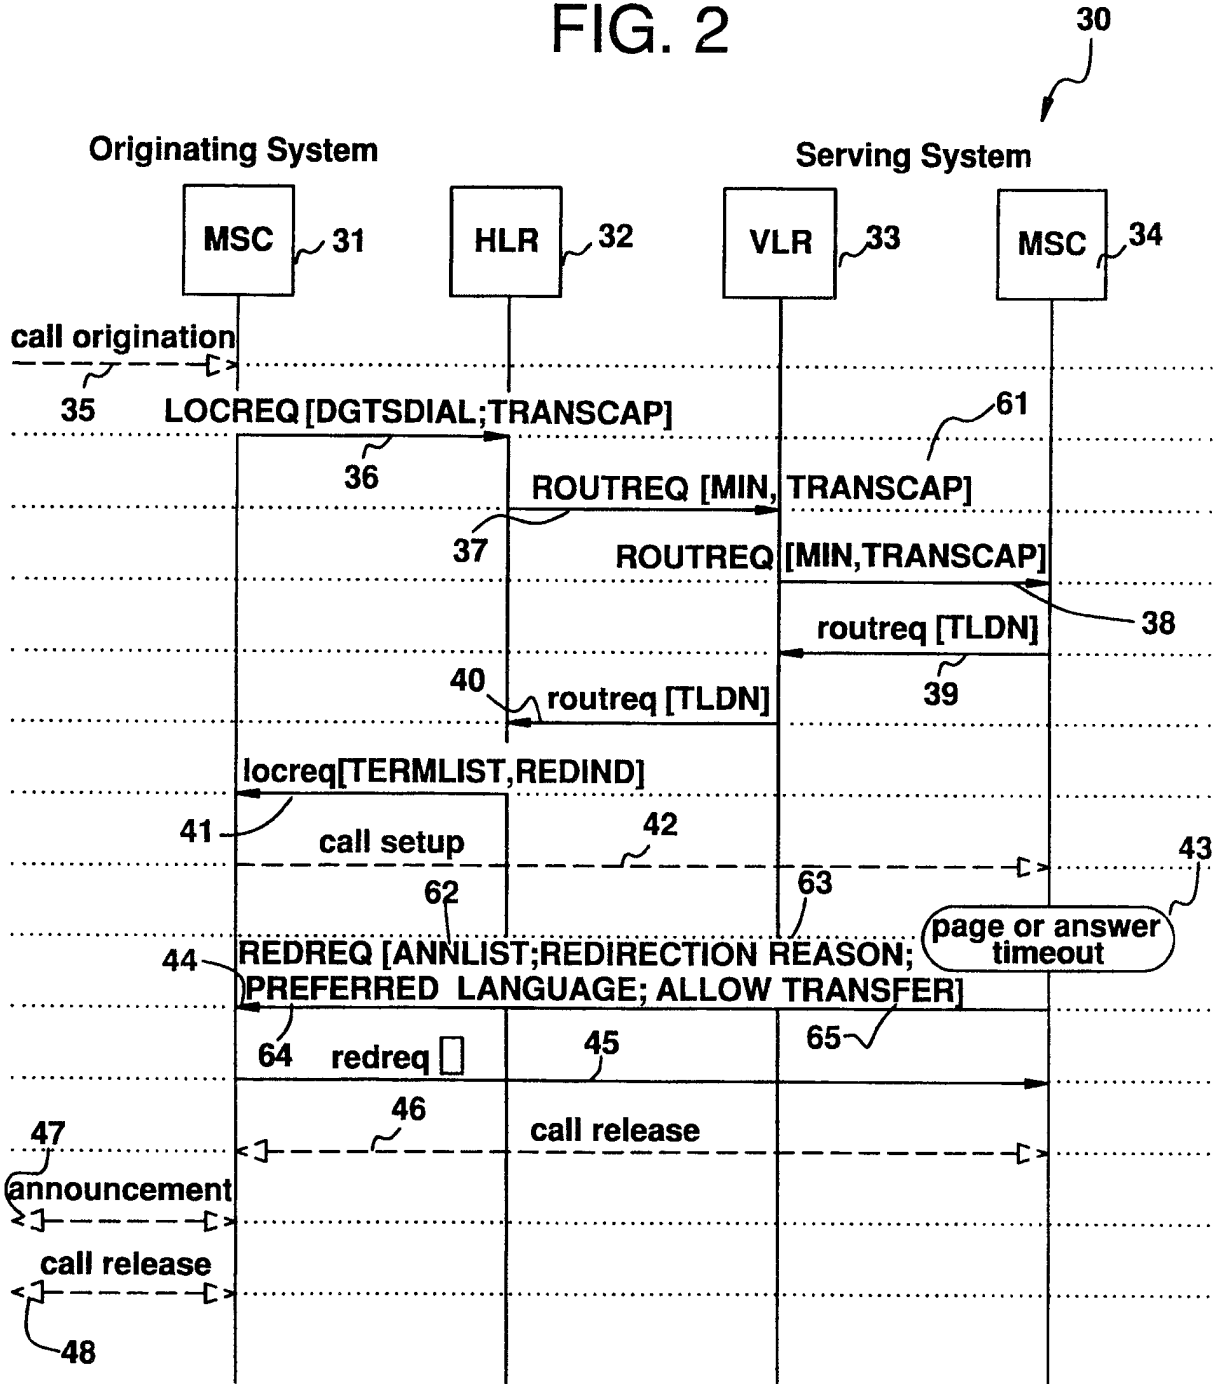 FIG. 2
30
Originating System
Serving System
MSC
31
HLR
32
VLR
33
MSC
34
call origination
35
LOCREQ [DGTSDIAL;TRANSCAP]
61
36
ROUTREQ [MIN, TRANSCAP]
37
ROUTREQ [MIN,TRANSCAP]
38
routreq [TLDN]
39
40
routreq [TLDN]
locreq[TERMLIST,REDIND]
41
call setup
42
43
62
63
page or answer
timeout
44
REDREQ [ANNLIST;REDIRECTION REASON;
PREFERRED LANGUAGE; ALLOW TRANSFER]
64
65
redreq []
45
46
call release
47
announcement
call release
48